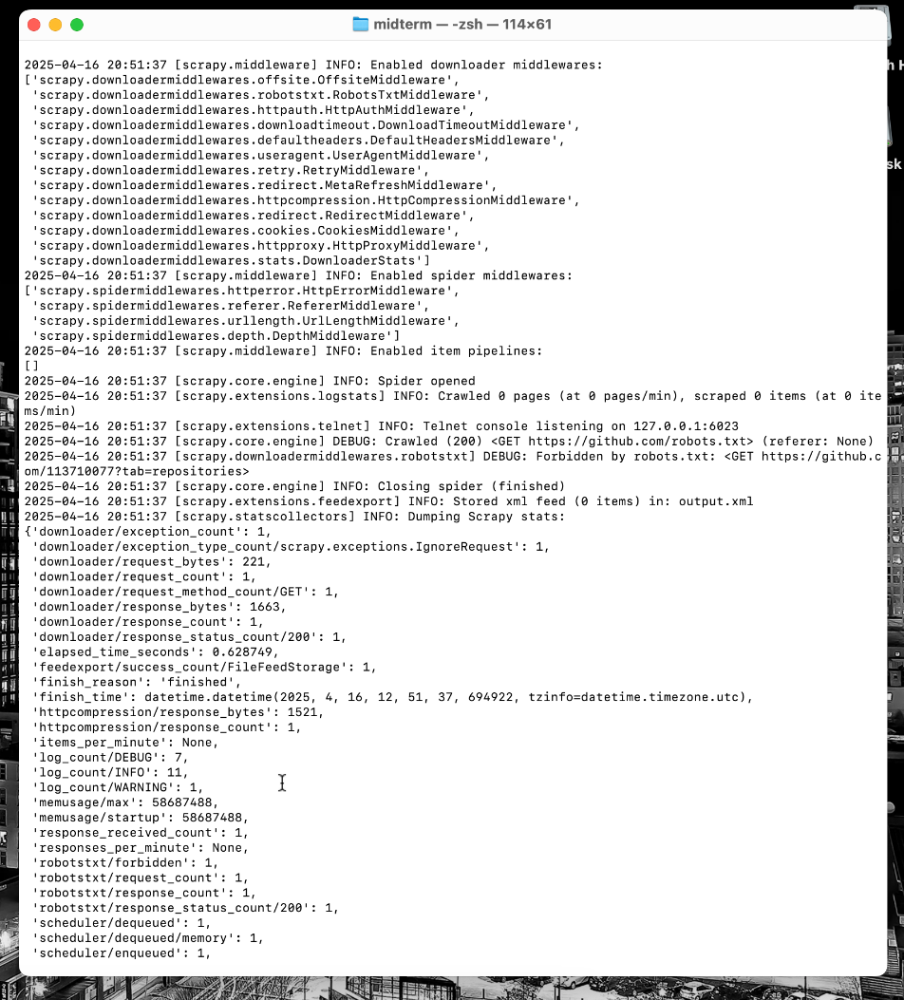 midterm — -zsh — 114×61
2025-04-16 20:51:37 [scrapy.middleware] INFO: Enabled downloader middlewares:
['scrapy.downloadermiddlewares.offsite.OffsiteMiddleware',
 'scrapy.downloadermiddlewares.robotstxt.RobotsTxtMiddleware',
 'scrapy.downloadermiddlewares.httpauth.HttpAuthMiddleware',
 'scrapy.downloadermiddlewares.downloadtimeout.DownloadTimeoutMiddleware',
 'scrapy.downloadermiddlewares.defaultheaders.DefaultHeadersMiddleware',
 'scrapy.downloadermiddlewares.useragent.UserAgentMiddleware',
 'scrapy.downloadermiddlewares.retry.RetryMiddleware',
 'scrapy.downloadermiddlewares.redirect.MetaRefreshMiddleware',
 'scrapy.downloadermiddlewares.httpcompression.HttpCompressionMiddleware',
 'scrapy.downloadermiddlewares.redirect.RedirectMiddleware',
 'scrapy.downloadermiddlewares.cookies.CookiesMiddleware',
 'scrapy.downloadermiddlewares.httpproxy.HttpProxyMiddleware',
 'scrapy.downloadermiddlewares.stats.DownloaderStats']
2025-04-16 20:51:37 [scrapy.middleware] INFO: Enabled spider middlewares:
['scrapy.spidermiddlewares.httperror.HttpErrorMiddleware',
 'scrapy.spidermiddlewares.referer.RefererMiddleware',
 'scrapy.spidermiddlewares.urllength.UrlLengthMiddleware',
 'scrapy.spidermiddlewares.depth.DepthMiddleware']
2025-04-16 20:51:37 [scrapy.middleware] INFO: Enabled item pipelines:
[]
2025-04-16 20:51:37 [scrapy.core.engine] INFO: Spider opened
2025-04-16 20:51:37 [scrapy.extensions.logstats] INFO: Crawled 0 pages (at 0 pages/min), scraped 0 items (at 0 ite
ms/min)
2025-04-16 20:51:37 [scrapy.extensions.telnet] INFO: Telnet console listening on 127.0.0.1:6023
2025-04-16 20:51:37 [scrapy.core.engine] DEBUG: Crawled (200) <GET https://github.com/robots.txt> (referer: None)
2025-04-16 20:51:37 [scrapy.downloadermiddlewares.robotstxt] DEBUG: Forbidden by robots.txt: <GET https://github.c
om/113710077?tab=repositories>
2025-04-16 20:51:37 [scrapy.core.engine] INFO: Closing spider (finished)
2025-04-16 20:51:37 [scrapy.extensions.feedexport] INFO: Stored xml feed (0 items) in: output.xml
2025-04-16 20:51:37 [scrapy.statscollectors] INFO: Dumping Scrapy stats:
{'downloader/exception_count': 1,
 'downloader/exception_type_count/scrapy.exceptions.IgnoreRequest': 1,
 'downloader/request_bytes': 221,
 'downloader/request_count': 1,
 'downloader/request_method_count/GET': 1,
 'downloader/response_bytes': 1663,
 'downloader/response_count': 1,
 'downloader/response_status_count/200': 1,
 'elapsed_time_seconds': 0.628749,
 'feedexport/success_count/FileFeedStorage': 1,
 'finish_reason': 'finished',
 'finish_time': datetime.datetime(2025, 4, 16, 12, 51, 37, 694922, tzinfo=datetime.timezone.utc),
 'httpcompression/response_bytes': 1521,
 'httpcompression/response_count': 1,
 'items_per_minute': None,
 'log_count/DEBUG': 7,
 'log_count/INFO': 11,
 'log_count/WARNING': 1,
 'memusage/max': 58687488,
 'memusage/startup': 58687488,
 'response_received_count': 1,
 'responses_per_minute': None,
 'robotstxt/forbidden': 1,
 'robotstxt/request_count': 1,
 'robotstxt/response_count': 1,
 'robotstxt/response_status_count/200': 1,
 'scheduler/dequeued': 1,
 'scheduler/dequeued/memory': 1,
 'scheduler/enqueued': 1,